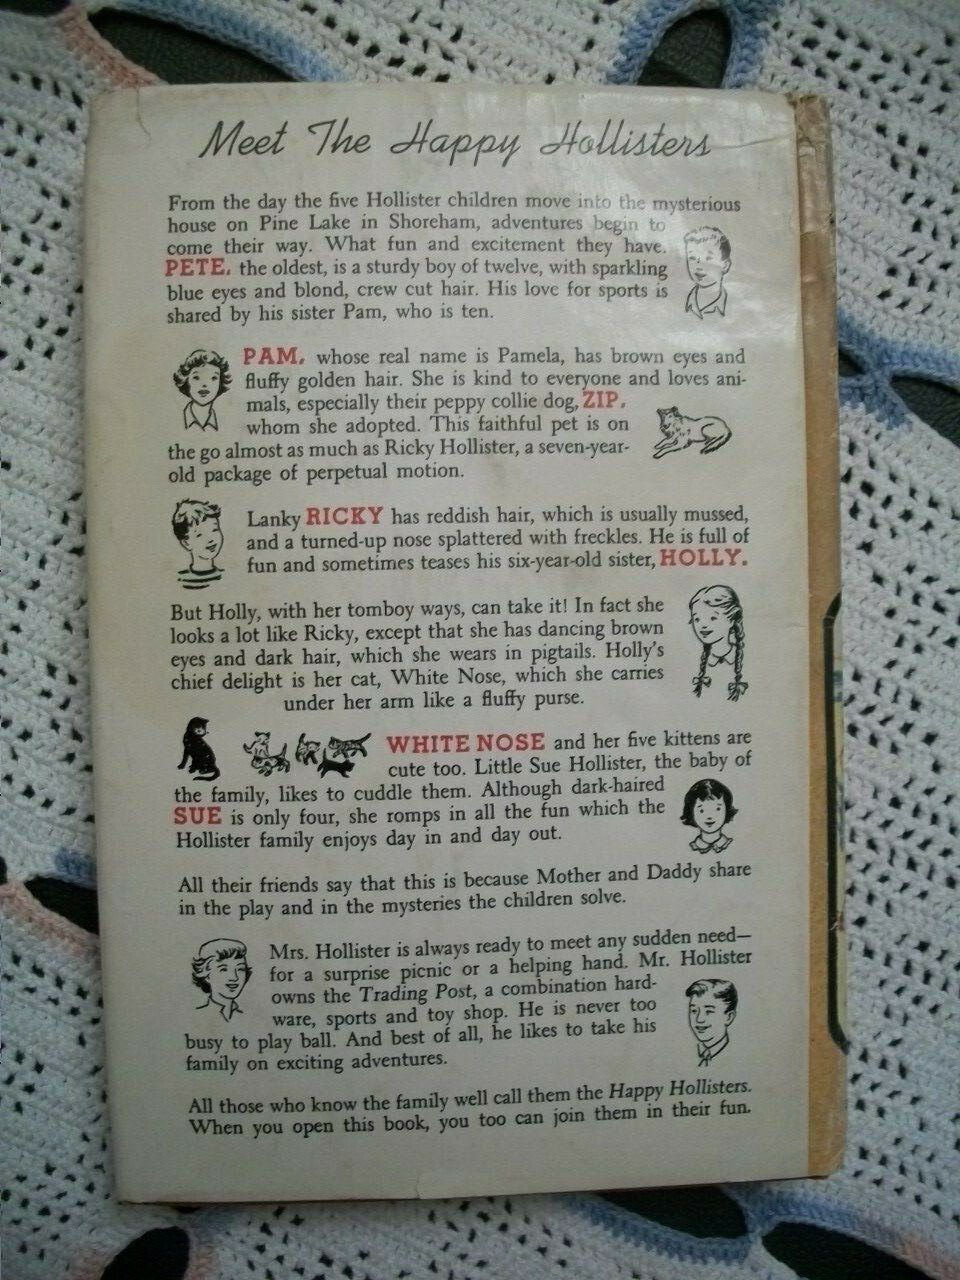 Meet The Happy Hollisters
From the day the five Hollister children move into the mysterious
house on Pine Lake in Shoreham, adventures begin to
come their way. What fun and excitement they have.
PETE, the oldest, is a sturdy boy of twelve, with sparkling
blue eyes and blond, crew cut hair. His love for sports is
shared by his sister Pam, who is ten.
PAM, whose real name is Pamela, has brown eyes and
fluffy golden hair. She is kind to everyone and loves ani-
mals, especially their peppy collie dog, ZIP,
whom she adopted. This faithful pet is on
the go almost as much as Ricky Hollister, a seven-year-
old package of perpetual motion.
Lanky RICKY has reddish hair, which is usually mussed,
and a turned-up nose splattered with freckles. He is full of
fun and sometimes teases his six-year-old sister, HOLLY.
But Holly, with her tomboy ways, can take it! In fact she
looks a lot like Ricky, except that she has dancing brown
eyes and dark hair, which she wears in pigtails. Holly's
chief delight is her cat, White Nose, which she carries
under her arm like a fluffy purse.
WHITE NOSE and her five kittens are
cute too. Little Sue Hollister, the baby of
the family, likes to cuddle them. Although dark-haired
SUE is only four, she romps in all the fun which the
Hollister family enjoys day in and day out.
All their friends say that this is because Mother and Daddy share
in the play and in the mysteries the children solve.
Mrs. Hollister is always ready to meet any sudden need—
for a surprise picnic or a helping hand. Mr. Hollister
owns the Trading Post, a combination hard-
ware, sports and toy shop. He is never too
busy to play ball. And best of all, he likes to take his
family on exciting adventures.
All those who know the family well call them the Happy Hollisters.
When you open this book, you too can join them in their fun.